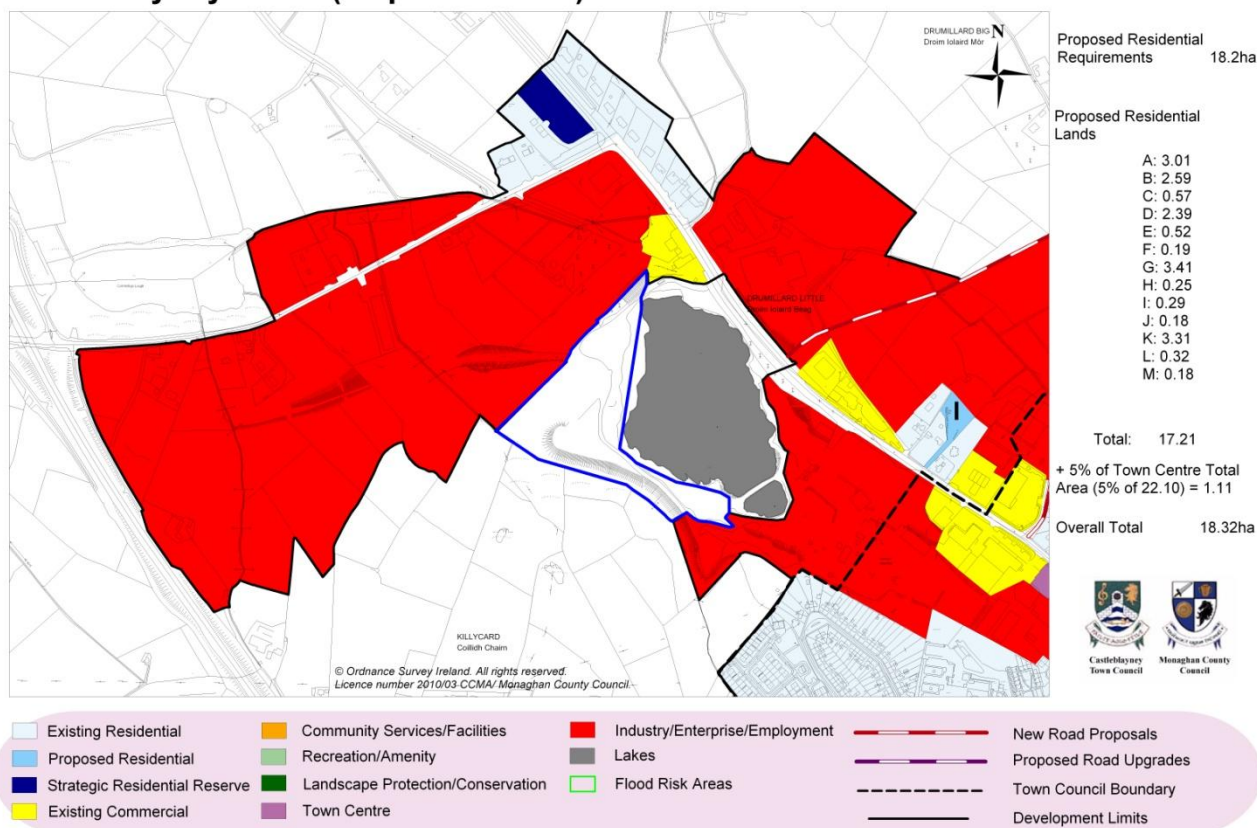 DRUMILLARD BIG
Droim Iolaird Mór
N
DRUMILLARD LITTLE
I
KILLYCARD
Coillidh Chairn
© Ordnance Survey Ireland. All rights reserved.
Licence number 2010/03 CCMA/ Monaghan County Council.
Proposed Residential
Requirements 18.2ha
Proposed Residential
Lands
A: 3.01
B: 2.59
C: 0.57
D: 2.39
E: 0.52
F: 0.19
G: 3.41
H: 0.25
I: 0.29
J: 0.18
K: 3.31
L: 0.32
M: 0.18
Total: 17.21
+ 5% of Town Centre Total
Area (5% of 22.10) = 1.11
Overall Total 18.32ha
Castleblayney
Town Council
Monaghan County
Council
Existing Residential
Proposed Residential
Strategic Residential Reserve
Existing Commercial
Community Services/Facilities
Recreation/Amenity
Landscape Protection/Conservation
Town Centre
Industry/Enterprise/Employment
Lakes
Flood Risk Areas
New Road Proposals
Proposed Road Upgrades
Town Council Boundary
Development Limits